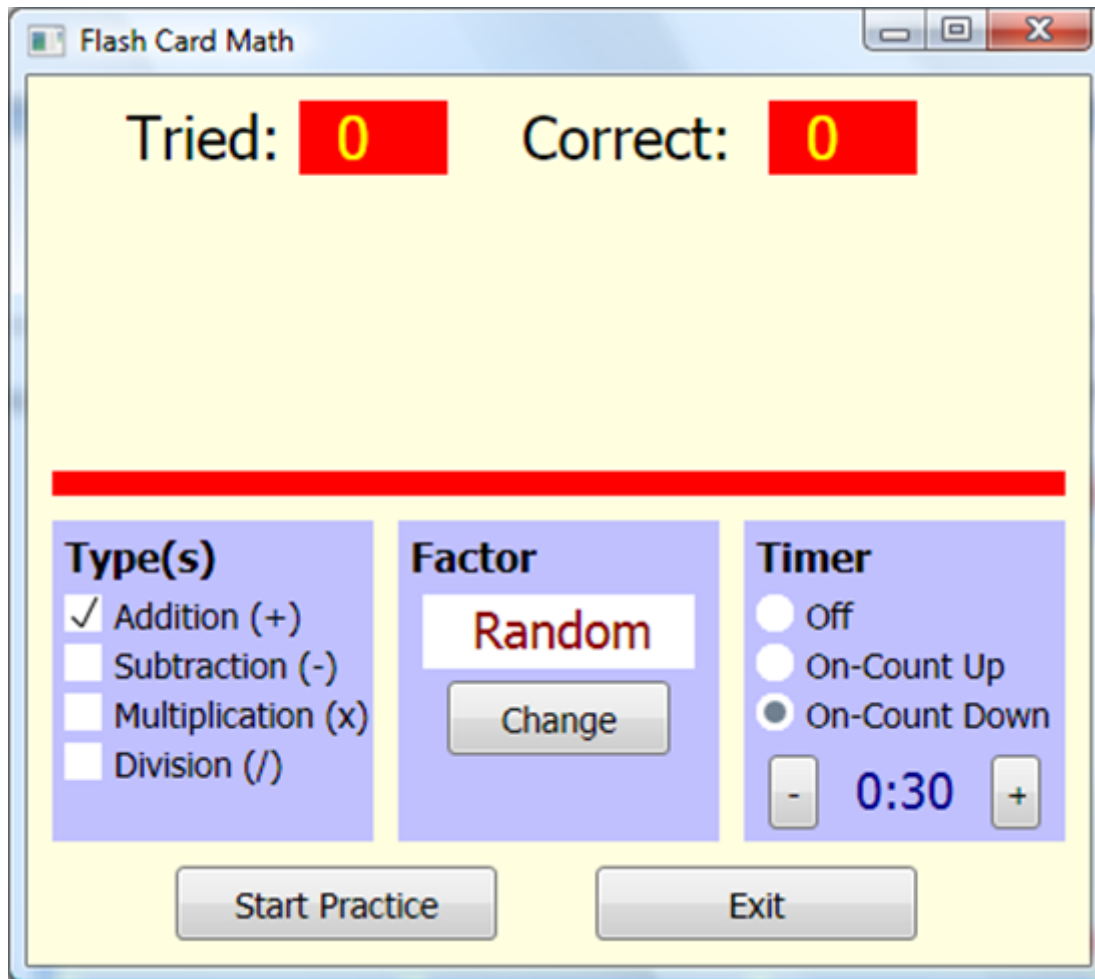 Flash Card Math
Tried: 0 Correct: 0
Type(s)
Addition (+)
Subtraction (-)
Multiplication (x)
Division (/)
Factor
Random
Change
Timer
Off
On-Count Up
On-Count Down
- 0:30 +
Start Practice Exit